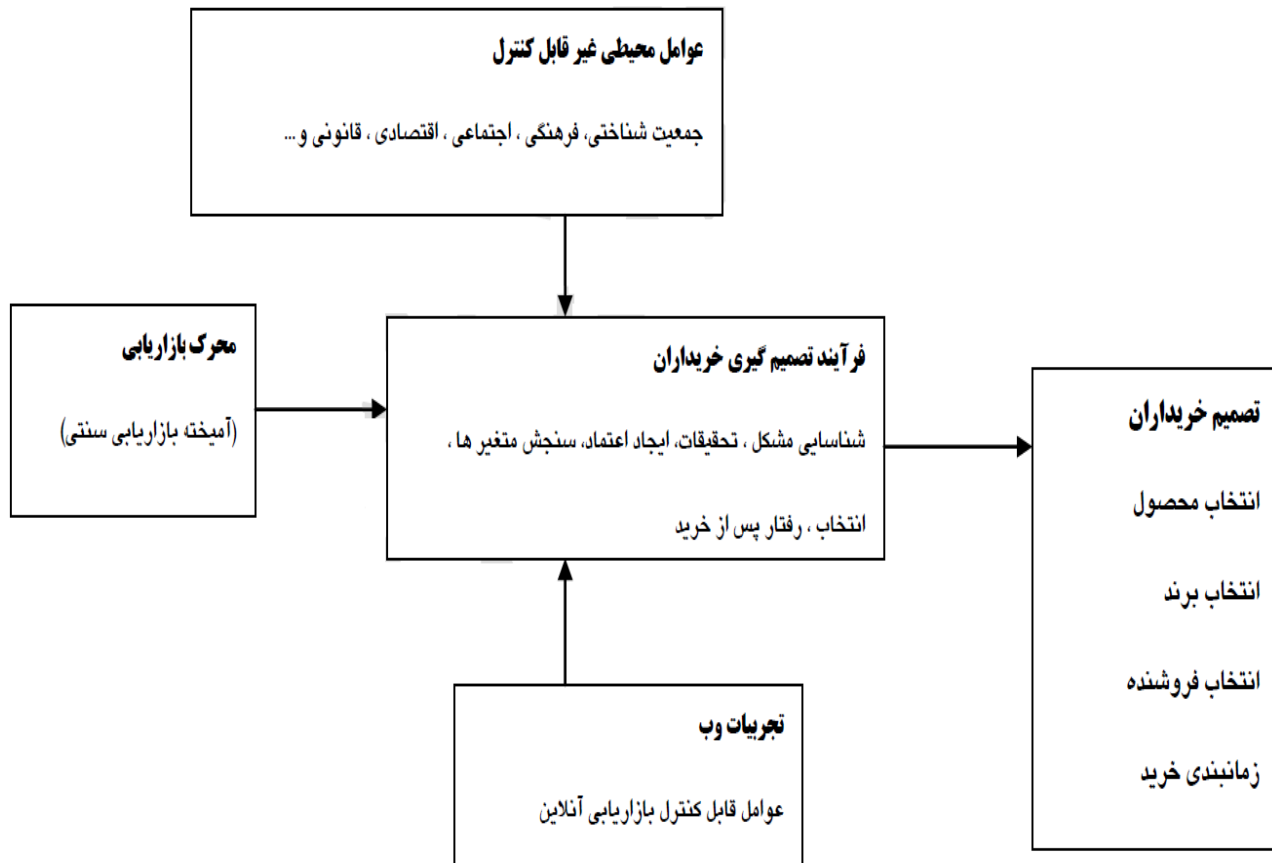 عوامل محیطی غیر قابل کنترل
جمعیت شناختی، فرهنگی ، اجتماعی ، اقتصادی ، قانونی و...
محرک بازاریابی
(آمیخته بازاریابی سنتی)
فرآیند تصمیم گیری خریداران
شناسایی مشکل ، تحقیقات، ایجاد اعتماد، سنجش متغیر ها ،
انتخاب ، رفتار پس از خرید
تجربیات وب
عوامل قابل کنترل بازاریابی آنلاین
تصمیم خریداران
انتخاب محصول
انتخاب برند
انتخاب فروشنده
زمانبندی خرید